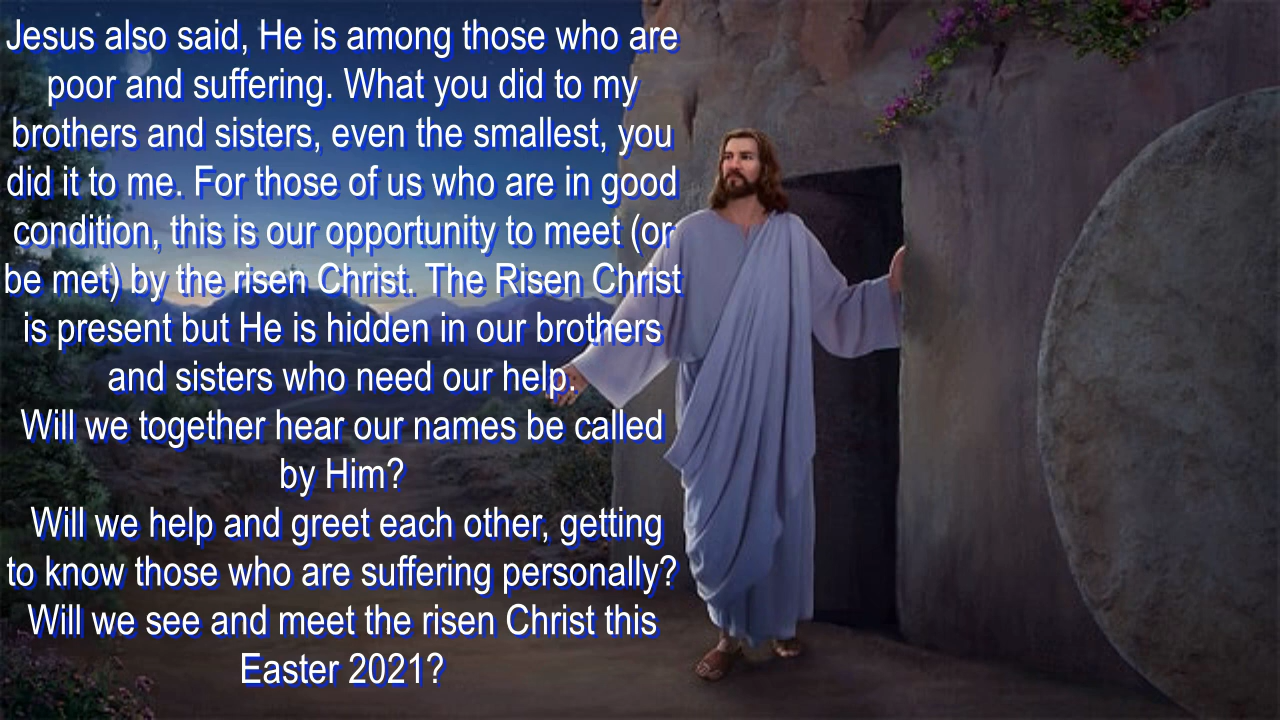 Jesus also said, He is among those who are
poor and suffering. What you did to my
brothers and sisters, even the smallest, you
did it to me. For those of us who are in good
condition, this is our opportunity to meet (or
be met) by the risen Christ. The Risen Christ
is present but He is hidden in our brothers
and sisters who need our help.
Will we together hear our names be called
by Him?
Will we help and greet each other, getting
to know those who are suffering personally?
Will we see and meet the risen Christ this
Easter 2021?